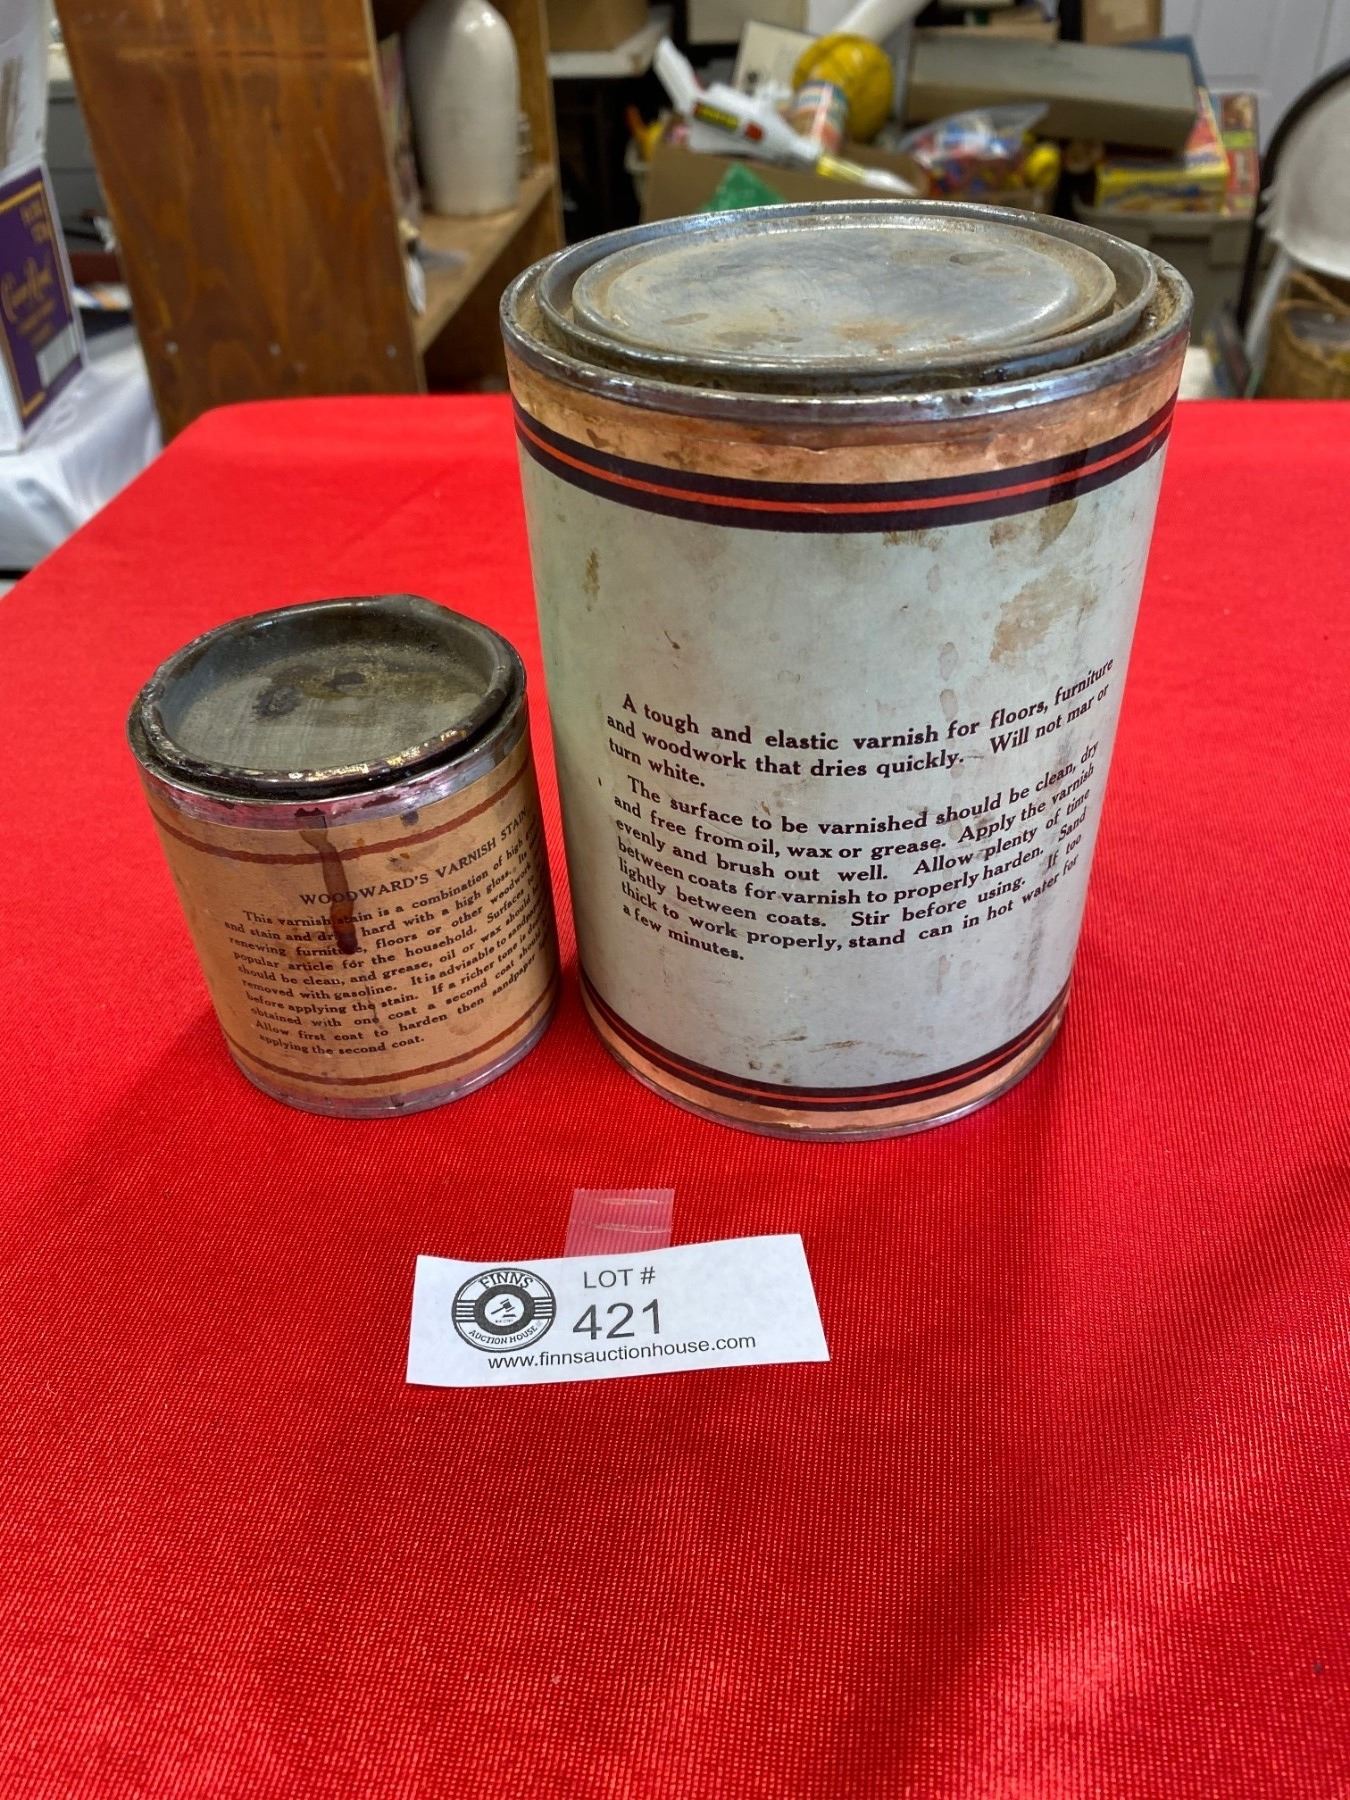 Crown Royal
WOODWARD'S VARNISH STAIN
This varnish stain is a combination of high
and stain and hard with a high gloss. Its
renewing furniture, floors or other woodwork
popular article for the household. Surfaces
should be clean, and grease, oil or wax should
removed with gasoline. It is advisable to sandpaper
before applying the stain. If a richer tone is
obtained with one coat a second coat should
Allow first coat to harden then sandpaper
applying the second coat.
A tough and elastic varnish for floors, furniture
and woodwork that dries quickly. Will not mar or
turn white.
The surface to be varnished should be clean, dry
and free from oil, wax or grease. Apply the varnish
evenly and brush out well. Allow plenty of time
between coats for varnish to properly harden. Sand
lightly between coats. Stir before using. If too
thick to work properly, stand can in hot water for
a few minutes.
FINNS
AUCTION HOUSE
LOT #
421
www.finnsauctionhouse.com